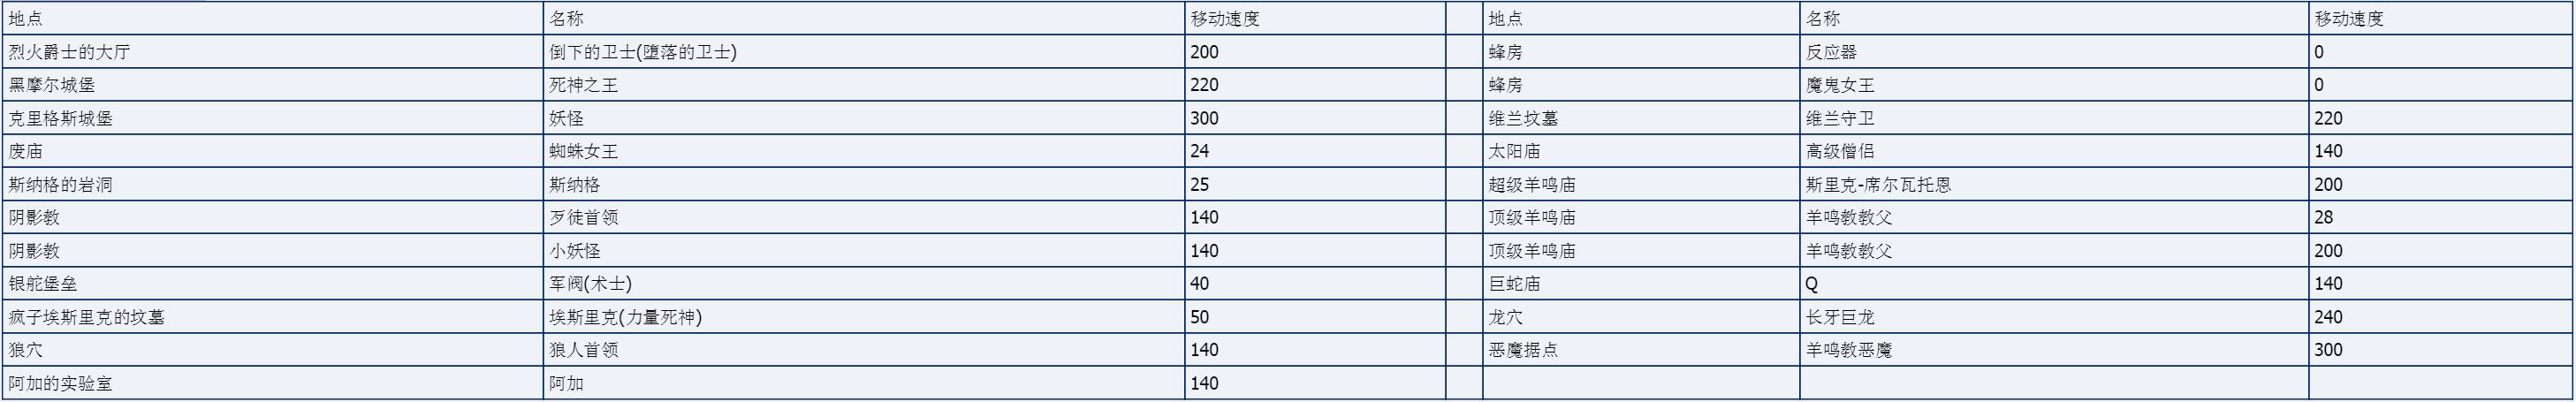 地点 名称 移动速度 地点 名称 移动速度
烈火爵士的大厅 倒下的卫士(堕落的卫士) 200 蜂房 反应器 0
黑摩尔城堡 死神之王 220 蜂房 魔鬼女王 0
克里格斯城堡 妖怪 300 维兰坟墓 维兰守卫 220
废庙 蜘蛛女王 24 太阳庙 高级僧侣 140
斯纳格的岩洞 斯纳格 25 超级羊鸣庙 斯里克-席尔瓦托恩 200
阴影教 歹徒首领 140 顶级羊鸣庙 羊鸣教教父 28
阴影教 小妖怪 140 顶级羊鸣庙 羊鸣教教父 200
银舵堡垒 军阀(术士) 40 巨蛇庙 Q 140
疯子埃斯里克的坟墓 埃斯里克(力量死神) 50 龙穴 长牙巨龙 240
狼穴 狼人首领 140 恶魔据点 羊鸣教恶魔 300
阿加的实验室 阿加 140